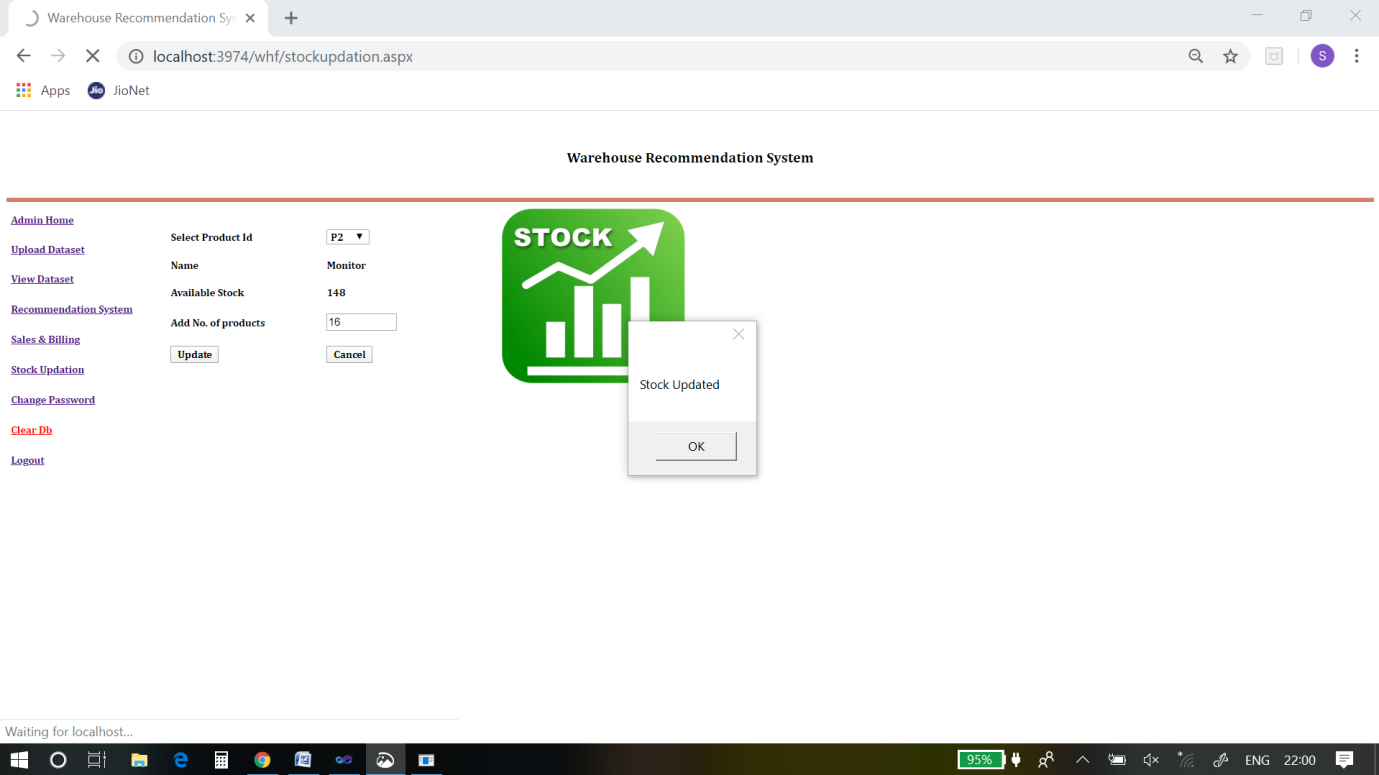 Warehouse Recommendation Sy
localhost:3974/whf/stockupdation.aspx
S
Apps
Jio
JioNet
Warehouse Recommendation System
Admin Home
Upload Dataset
View Dataset
Recommendation System
Sales & Billing
Stock Updation
Change Password
Clear Db
Logout
Select Product Id P2
Name Monitor
Available Stock 148
Add No. of products 16
Update Cancel
STOCK
Stock Updated
OK
Waiting for localhost...
95% ENG 22:00